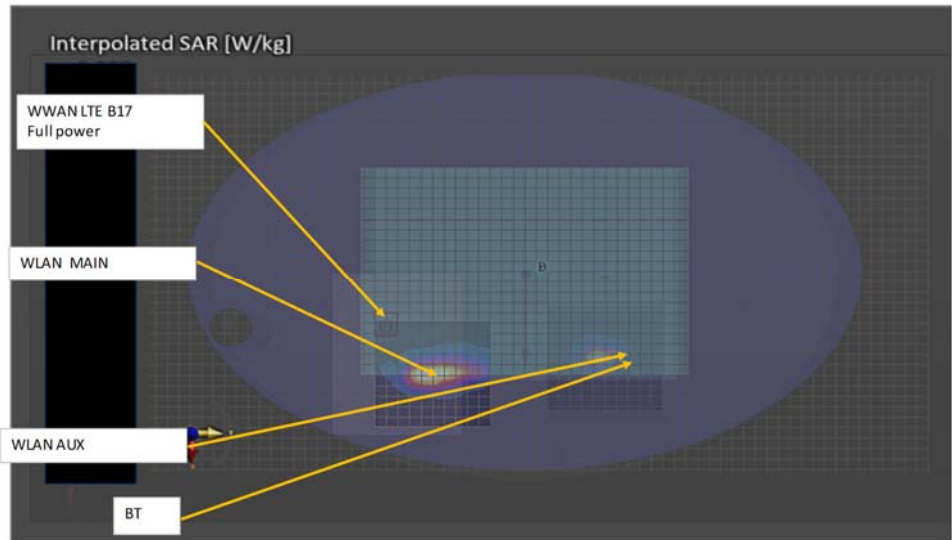 Interpolated SAR [W/kg]
WWAN LTE B17
Full power
WLAN MAIN
WLAN AUX
BT